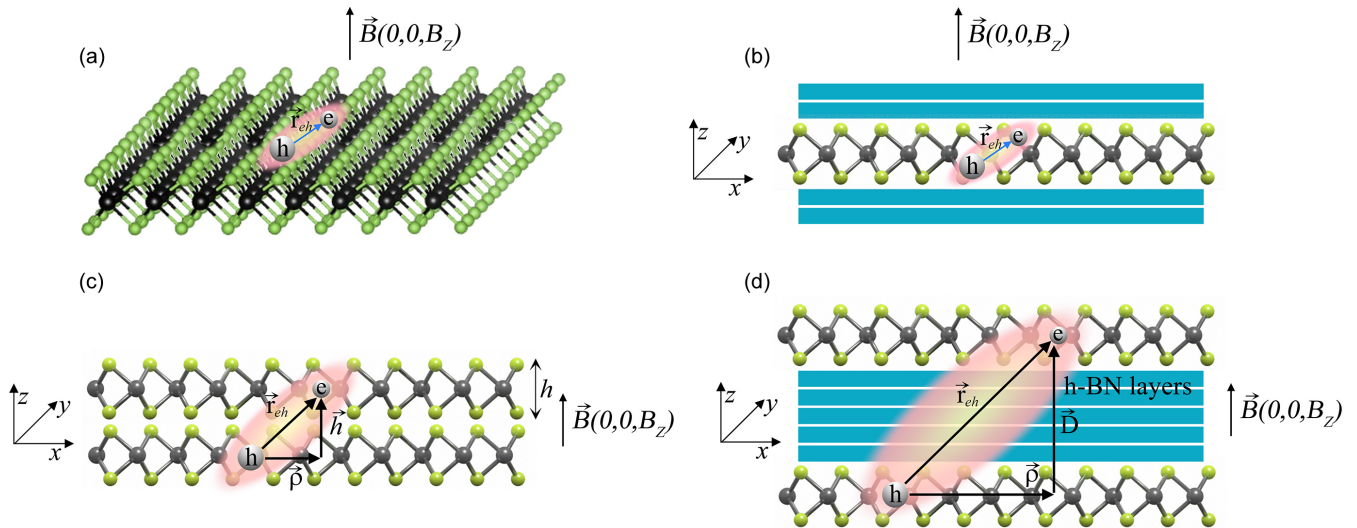 B⃗(0,0,B_Z)
B⃗(0,0,B_Z)
(a)
(b)
r⃗_eh
e
h
z
y
x
r⃗_eh
e
h
(c)
(d)
e
h
z
y
x
r⃗_eh
h⃗
h
ρ⃗
B⃗(0,0,B_Z)
e
h-BN layers
z
y
x
r⃗_eh
D⃗
h
ρ⃗
B⃗(0,0,B_Z)